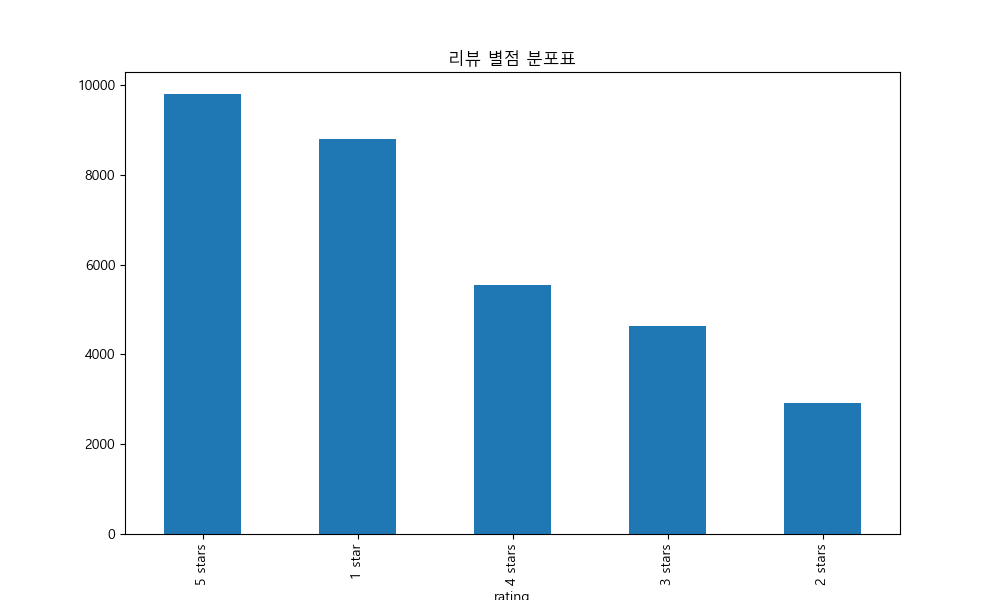 리뷰 별점 분포표
10000
8000
6000
4000
2000
0
5 stars
1 star
4 stars
3 stars
2 stars
rating